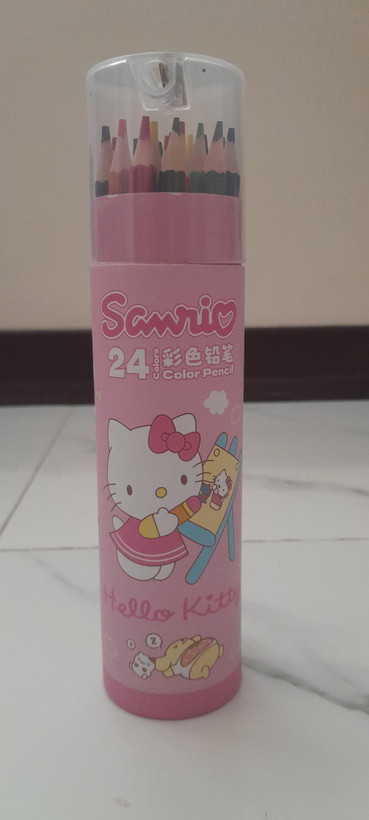 Sanrio
24 Colors 彩色铅笔
Color Pencil
Hello Kitty